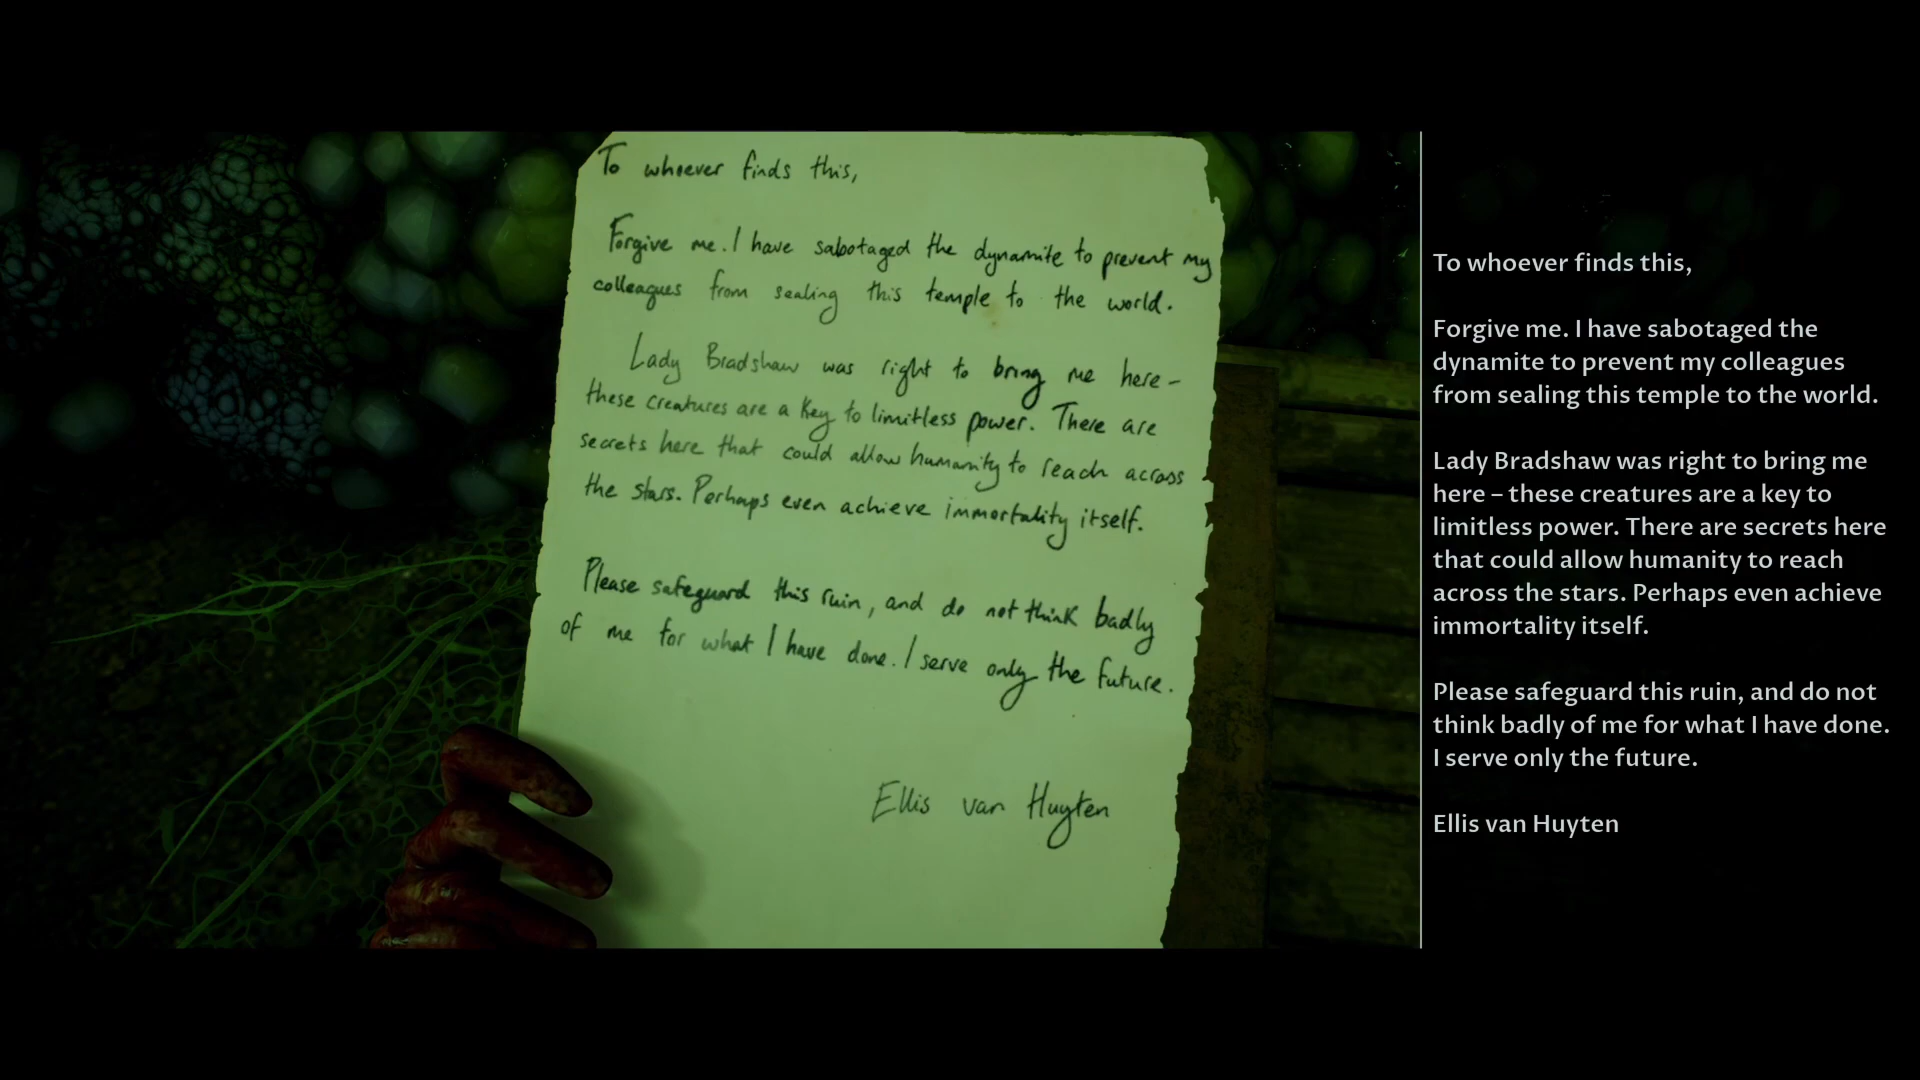 To whoever finds this,
Forgive me. I have sabotaged the dynamite to prevent my
colleagues from sealing this temple to the world.
Lady Bradshaw was right to bring me here –
these creatures are a key to limitless power. There are
secrets here that could allow humanity to reach across
the stars. Perhaps even achieve immortality itself.
Please safeguard this ruin, and do not think badly
of me for what I have done. I serve only the future.
Ellis van Huyten
To whoever finds this,
Forgive me. I have sabotaged the
dynamite to prevent my colleagues
from sealing this temple to the world.
Lady Bradshaw was right to bring me
here – these creatures are a key to
limitless power. There are secrets here
that could allow humanity to reach
across the stars. Perhaps even achieve
immortality itself.
Please safeguard this ruin, and do not
think badly of me for what I have done.
I serve only the future.
Ellis van Huyten